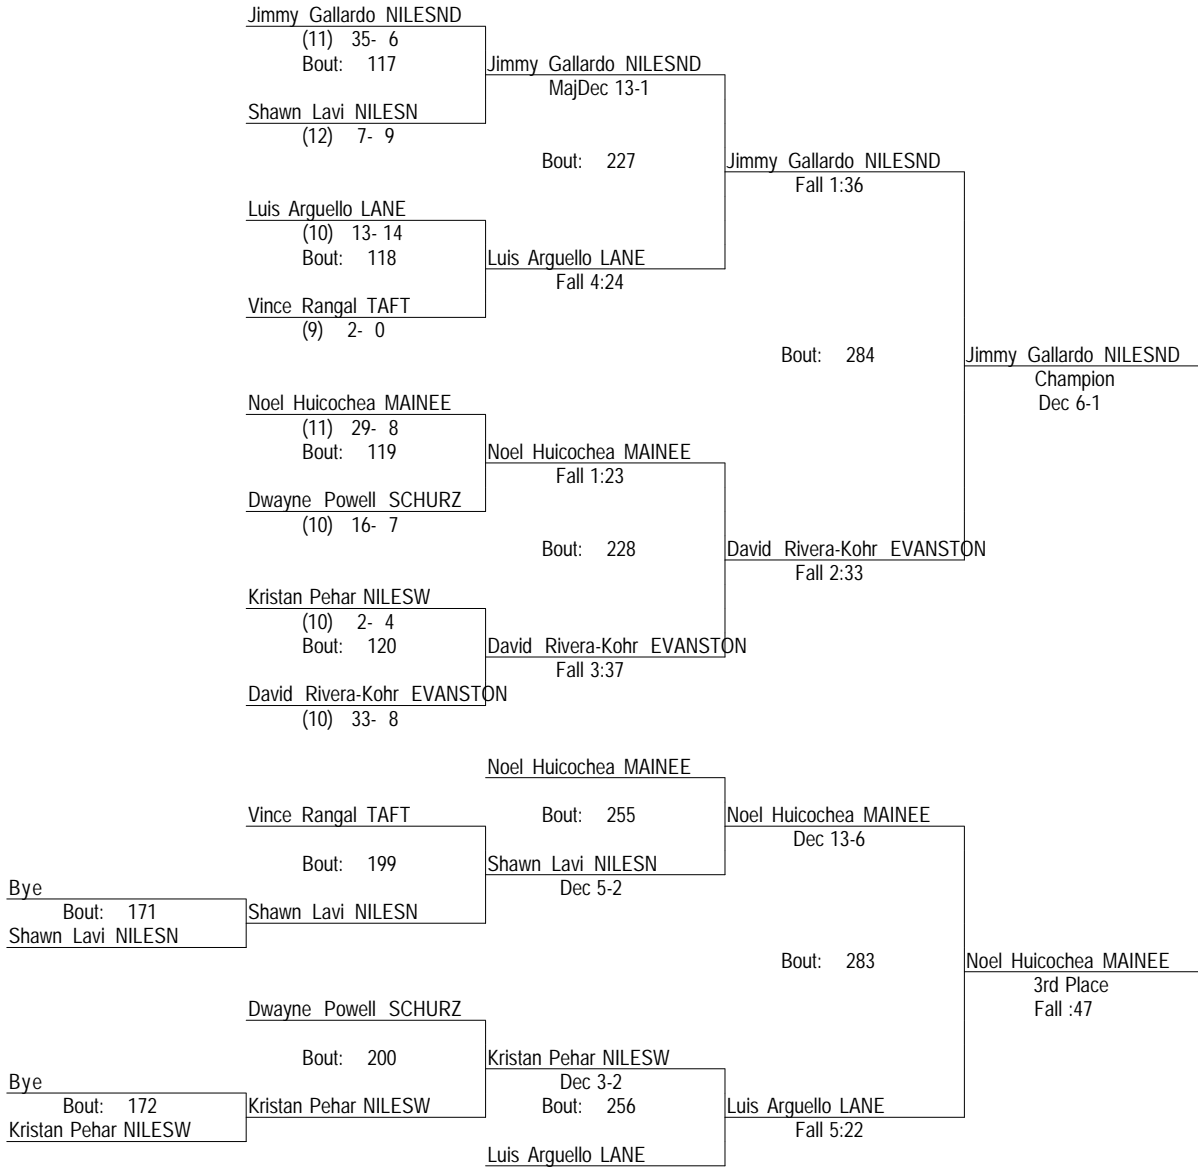 Jimmy Gallardo NILESND
(11) 35- 6
Bout: 117
Jimmy Gallardo NILESND
MajDec 13-1
Shawn Lavi NILESN
(12) 7- 9
Bout: 227
Jimmy Gallardo NILESND
Fall 1:36
Luis Arguello LANE
(10) 13- 14
Bout: 118
Luis Arguello LANE
Fall 4:24
Vince Rangal TAFT
(9) 2- 0
Bout: 284
Jimmy Gallardo NILESND
Champion
Dec 6-1
Noel Huicochea MAINEE
(11) 29- 8
Bout: 119
Noel Huicochea MAINEE
Fall 1:23
Dwayne Powell SCHURZ
(10) 16- 7
Bout: 228
David Rivera-Kohr EVANSTON
Fall 2:33
Kristan Pehar NILESW
(10) 2- 4
Bout: 120
David Rivera-Kohr EVANSTON
Fall 3:37
David Rivera-Kohr EVANSTON
(10) 33- 8
Noel Huicochea MAINEE
Vince Rangal TAFT
Bout: 255
Noel Huicochea MAINEE
Dec 13-6
Bout: 199
Shawn Lavi NILESN
Dec 5-2
Bye
Bout: 171
Shawn Lavi NILESN
Shawn Lavi NILESN
Bout: 283
Noel Huicochea MAINEE
3rd Place
Fall :47
Dwayne Powell SCHURZ
Bout: 200
Kristan Pehar NILESW
Dec 3-2
Bye
Bout: 172
Kristan Pehar NILESW
Kristan Pehar NILESW
Bout: 256
Luis Arguello LANE
Fall 5:22
Luis Arguello LANE